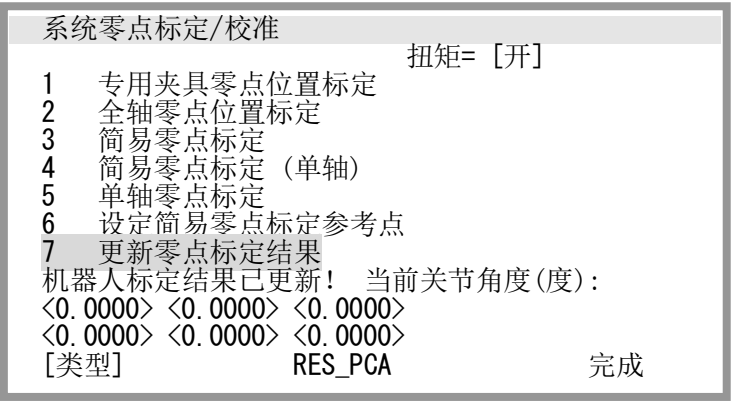 系统零点标定/校准
扭矩= [开]
1 专用夹具零点位置标定
2 全轴零点位置标定
3 简易零点标定
4 简易零点标定 (单轴)
5 单轴零点标定
6 设定简易零点标定参考点
7 更新零点标定结果
机器人标定结果已更新! 当前关节角度(度):
<0.0000> <0.0000> <0.0000>
<0.0000> <0.0000> <0.0000>
[类型] RES_PCA 完成